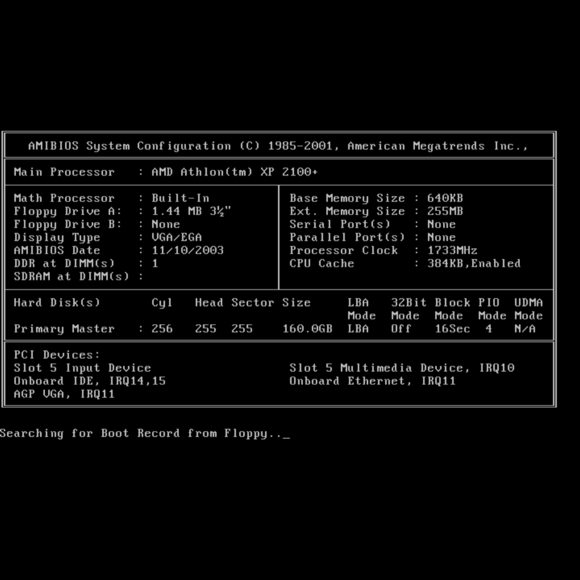 AMIBIOS System Configuration (C) 1985-2001, American Megatrends Inc.,
Main Processor : AMD Athlon(tm) XP 2100+
Math Processor : Built-In
Floppy Drive A: : 1.44 MB 3½"
Floppy Drive B: : None
Display Type : VGA/EGA
AMIBIOS Date : 11/10/2003
DDR at DIMM(s) : 1
SDRAM at DIMM(s) :
Base Memory Size : 640KB
Ext. Memory Size : 255MB
Serial Port(s) : None
Parallel Port(s) : None
Processor Clock : 1733MHz
CPU Cache : 384KB,Enabled
Hard Disk(s) Cyl Head Sector Size LBA 32Bit Block PIO UDMA
Mode Mode Mode Mode Mode
Primary Master : 256 255 255 160.0GB LBA Off 16Sec 4 N/A
PCI Devices:
Slot 5 Input Device
Onboard IDE, IRQ14,15
AGP VGA, IRQ11
Slot 5 Multimedia Device, IRQ10
Onboard Ethernet, IRQ11
Searching for Boot Record from Floppy.._